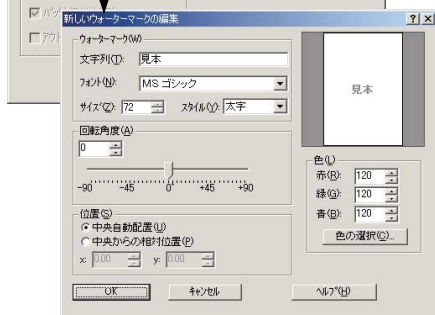 新しいウォーターマークの編集
ウォーターマーク(W)
文字列(T): 見本
フォント(N): MS ゴシック
サイズ(Z): 72 スタイル(Y): 太字
見本
回転角度(A)
0
-90 -45 0 +45 +90
色(L)
赤(R): 120
緑(G): 120
青(B): 120
色の選択(C)...
位置(S)
中央自動配置(U)
中央からの相対位置(P)
x: 0.00 y: 0.00
OK キャンセル ヘルプ(H)